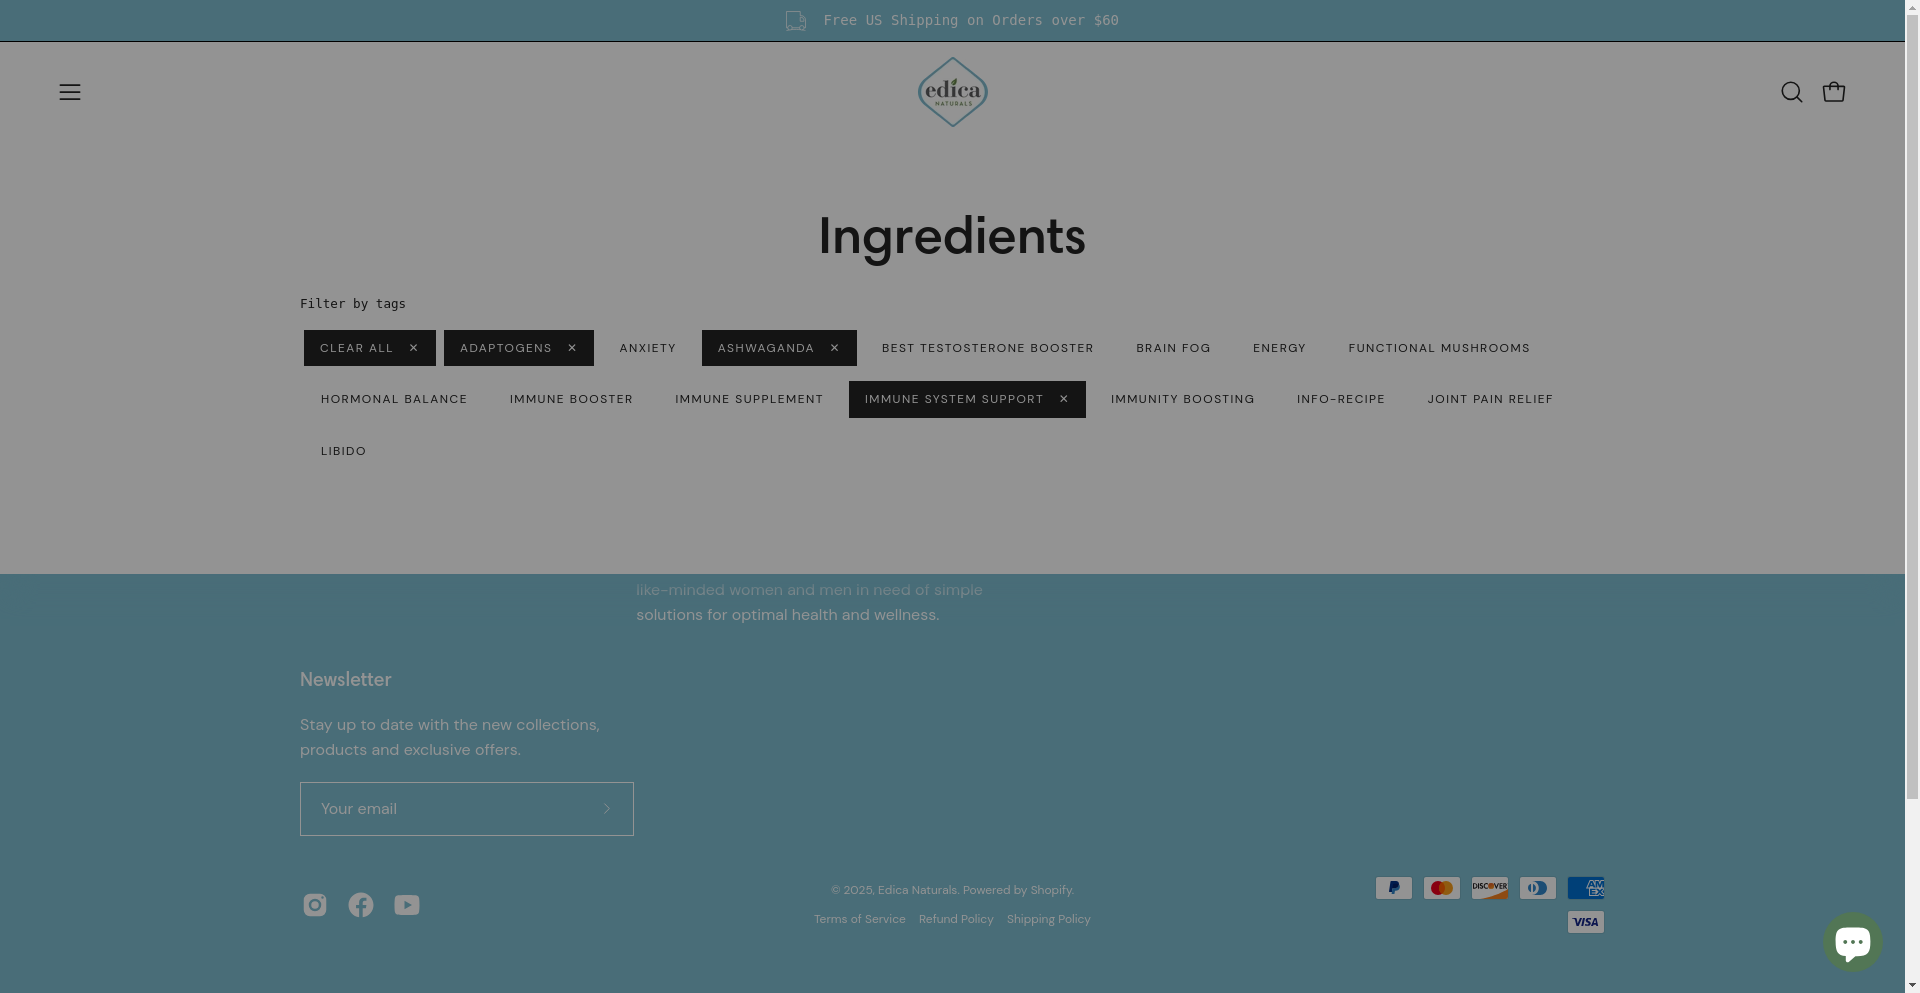 Free US Shipping on Orders over $60
edica
NATURALS
Ingredients
Filter by tags
CLEAR ALL ✕ ADAPTOGENS ✕ ANXIETY ASHWAGANDA ✕ BEST TESTOSTERONE BOOSTER BRAIN FOG ENERGY FUNCTIONAL MUSHROOMS
HORMONAL BALANCE IMMUNE BOOSTER IMMUNE SUPPLEMENT IMMUNE SYSTEM SUPPORT ✕ IMMUNITY BOOSTING INFO-RECIPE JOINT PAIN RELIEF
LIBIDO
like-minded women and men in need of simple
solutions for optimal health and wellness.
Newsletter
Stay up to date with the new collections,
products and exclusive offers.
Your email
© 2025, Edica Naturals. Powered by Shopify.
Terms of Service Refund Policy Shipping Policy
DISCOVER
AM EX
VISA